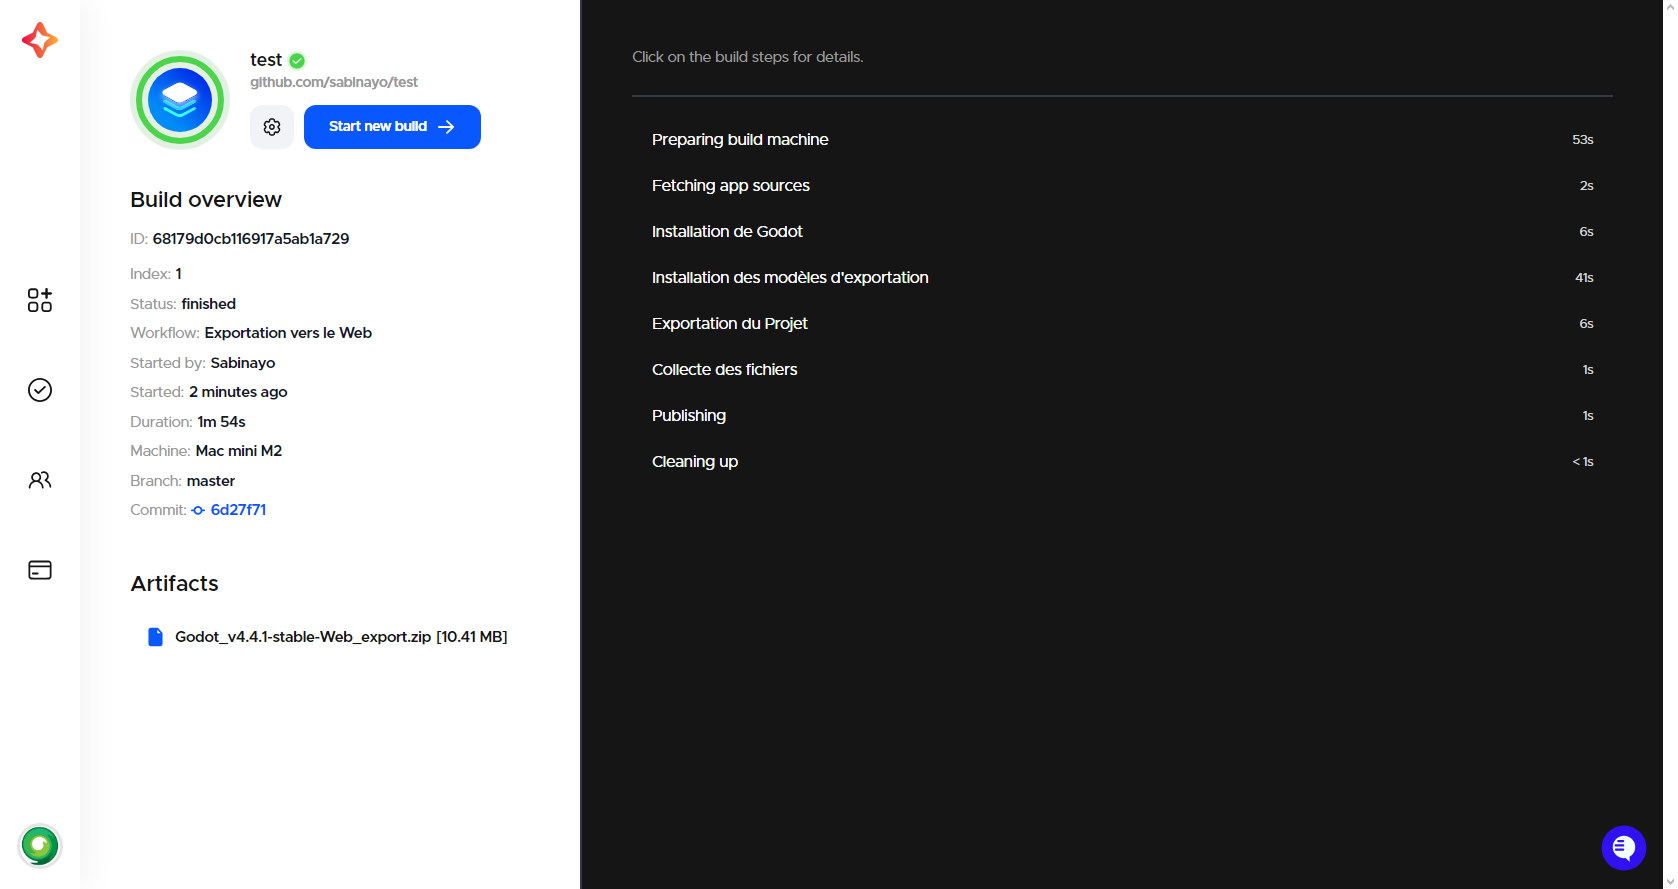 test
github.com/sabinayo/test
Start new build
Build overview
ID: 68179d0cb116917a5ab1a729
Index: 1
Status: finished
Workflow: Exportation vers le Web
Started by: Sabinayo
Started: 2 minutes ago
Duration: 1m 54s
Machine: Mac mini M2
Branch: master
Commit: 6d27f71
Artifacts
Godot_v4.4.1-stable-Web_export.zip [10.41 MB]
Click on the build steps for details.
Preparing build machine 53s
Fetching app sources 2s
Installation de Godot 6s
Installation des modèles d'exportation 41s
Exportation du Projet 6s
Collecte des fichiers 1s
Publishing 1s
Cleaning up < 1s